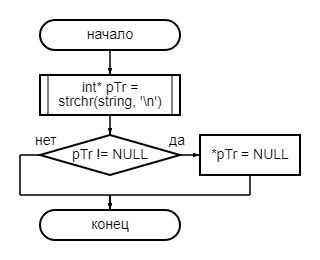 начало
int* pTr =
strchr(string, '\n')
нет
да
pTr != NULL
*pTr = NULL
конец